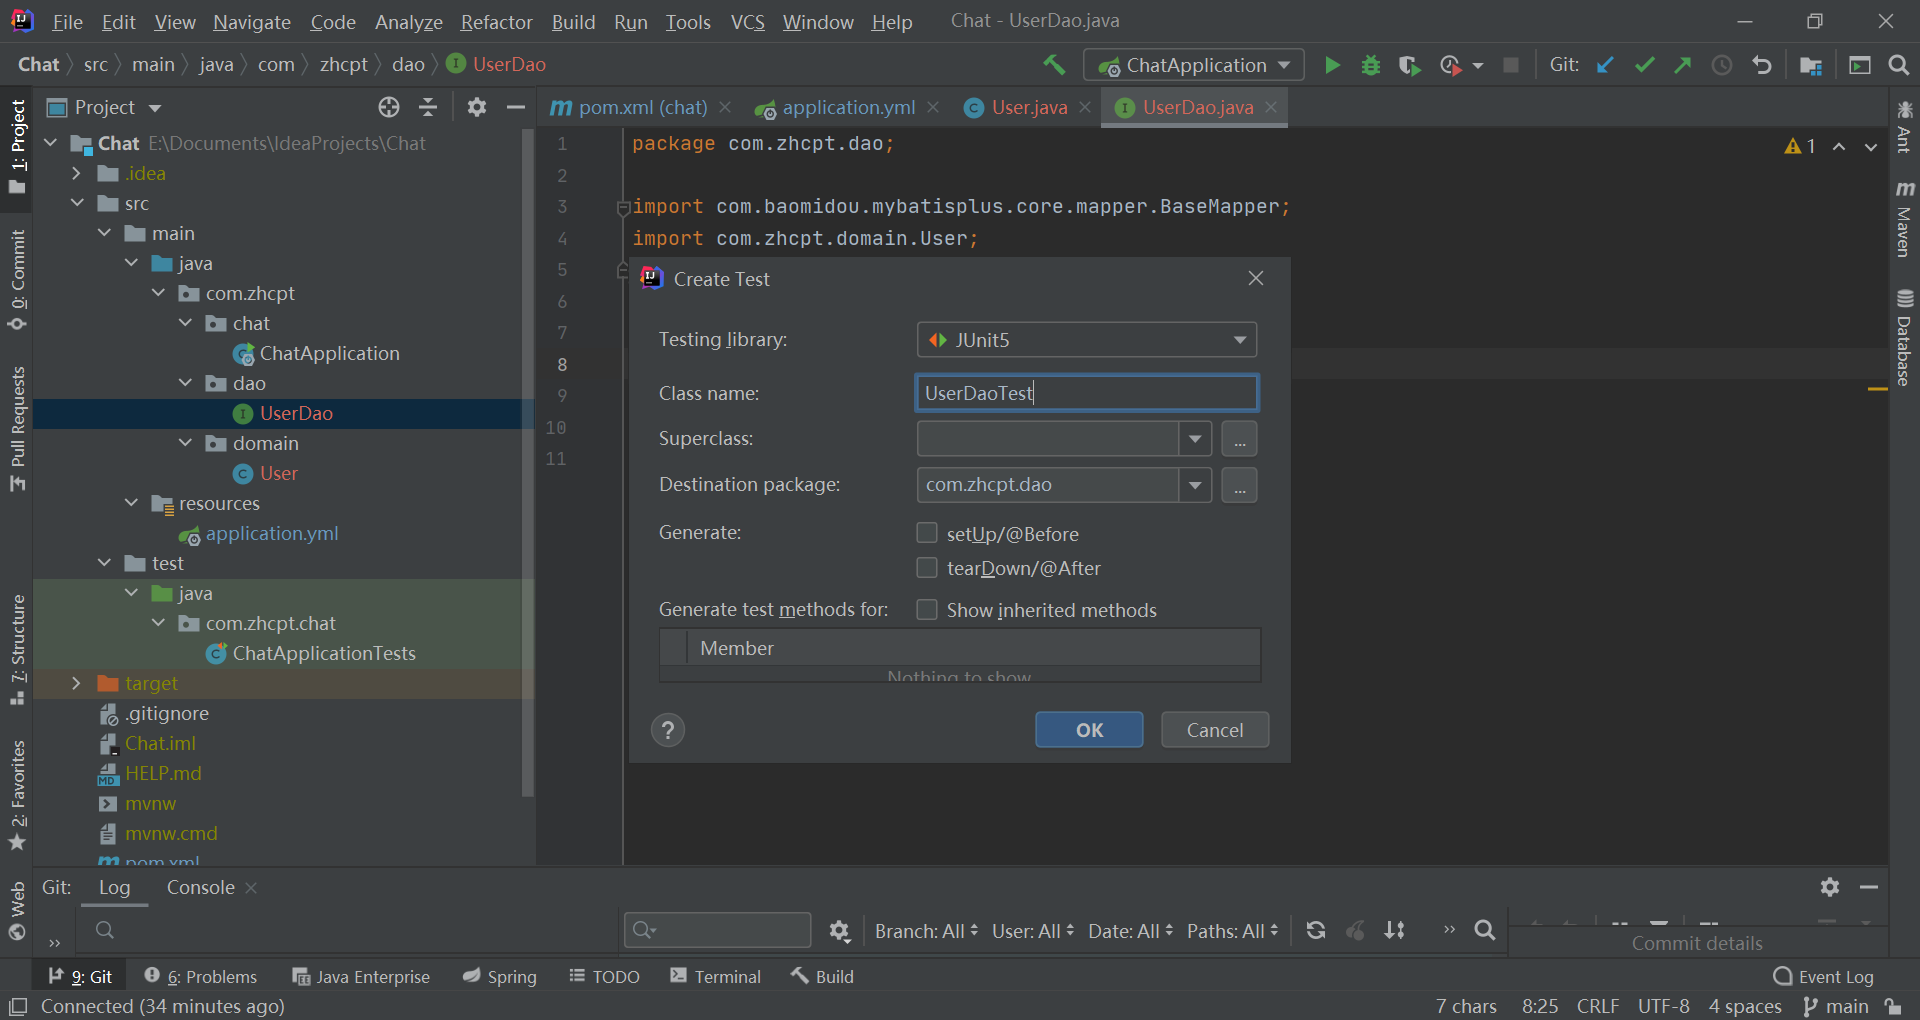 File Edit View Navigate Code Analyze Refactor Build Run Tools VCS Window Help Chat - UserDao.java
Chat src main java com zhcpt dao UserDao ChatApplication Git:
Project
pom.xml (chat) application.yml User.java UserDao.java
1: Project
0: Commit
Pull Requests
7: Structure
2: Favorites
Web
Chat E:\Documents\IdeaProjects\Chat
.idea
src
main
java
com.zhcpt
chat
ChatApplication
dao
UserDao
domain
User
resources
application.yml
test
java
com.zhcpt.chat
ChatApplicationTests
target
.gitignore
Chat.iml
HELP.md
mvnw
mvnw.cmd
pom.xml
1 package com.zhcpt.dao;
2
3 import com.baomidou.mybatisplus.core.mapper.BaseMapper;
4 import com.zhcpt.domain.User;
5
6
7
8
9
10
11
1
Create Test
Testing library: JUnit5
Class name: UserDaoTest
Superclass: ...
Destination package: com.zhcpt.dao ...
Generate: setUp/@Before
tearDown/@After
Generate test methods for: Show inherited methods
Member
Nothing to show
? OK Cancel
Ant
Maven
Database
Git: Log Console
Branch: All User: All Date: All Paths: All
Commit details
9: Git 6: Problems Java Enterprise Spring TODO Terminal Build Event Log
Connected (34 minutes ago) 7 chars 8:25 CRLF UTF-8 4 spaces main